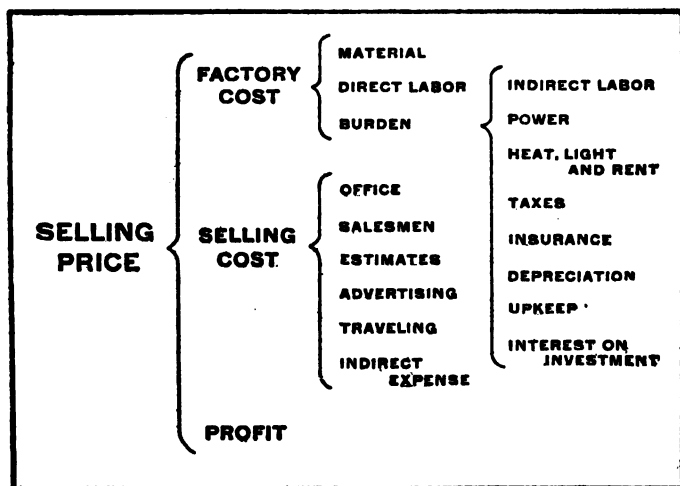 SELLING
PRICE
FACTORY
COST
MATERIAL
DIRECT LABOR
BURDEN
INDIRECT LABOR
POWER
HEAT, LIGHT
AND RENT
TAXES
INSURANCE
DEPRECIATION
UPKEEP
INTEREST ON
INVESTMENT
SELLING
COST
OFFICE
SALESMEN
ESTIMATES
ADVERTISING
TRAVELING
INDIRECT
EXPENSE
PROFIT